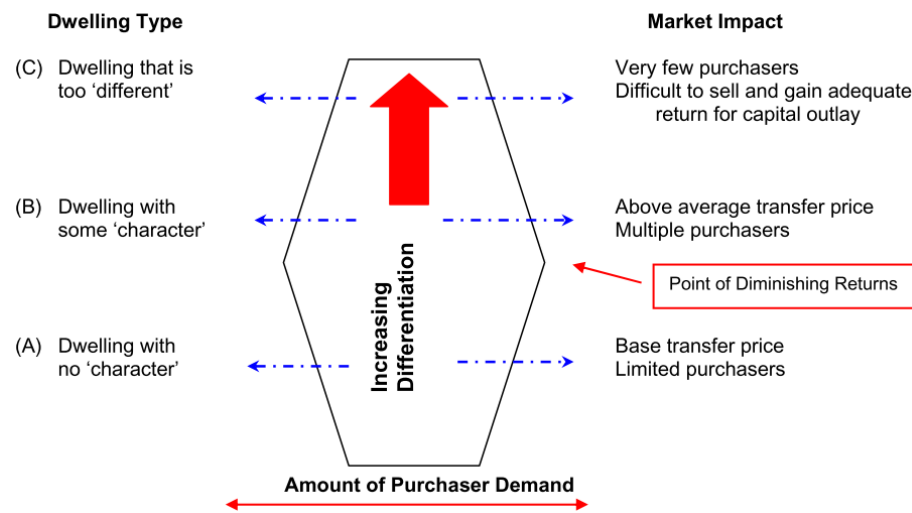 Dwelling Type
Market Impact
(C) Dwelling that is
too ‘different’
Very few purchasers
Difficult to sell and gain adequate
return for capital outlay
(B) Dwelling with
some ‘character’
Above average transfer price
Multiple purchasers
Point of Diminishing Returns
Increasing
Differentiation
(A) Dwelling with
no ‘character’
Base transfer price
Limited purchasers
Amount of Purchaser Demand